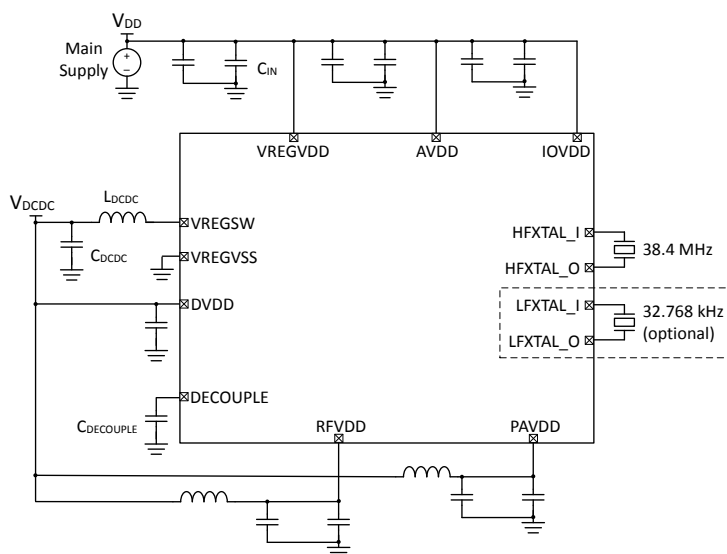 VDD
Main
Supply
+
–
CIN
VREGVDD
AVDD
IOVDD
VDCDC
LDCDC
CDCDC
VREGSW
VREGVSS
DVDD
DECOUPLE
CDECOUPLE
HFXTAL_I
HFXTAL_O
38.4 MHz
LFXTAL_I
LFXTAL_O
32.768 kHz
(optional)
RFVDD
PAVDD